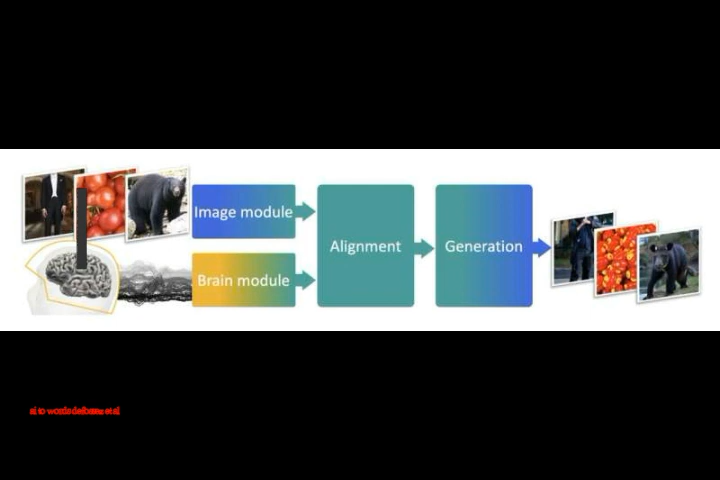 Image module
Brain module
Alignment
Generation